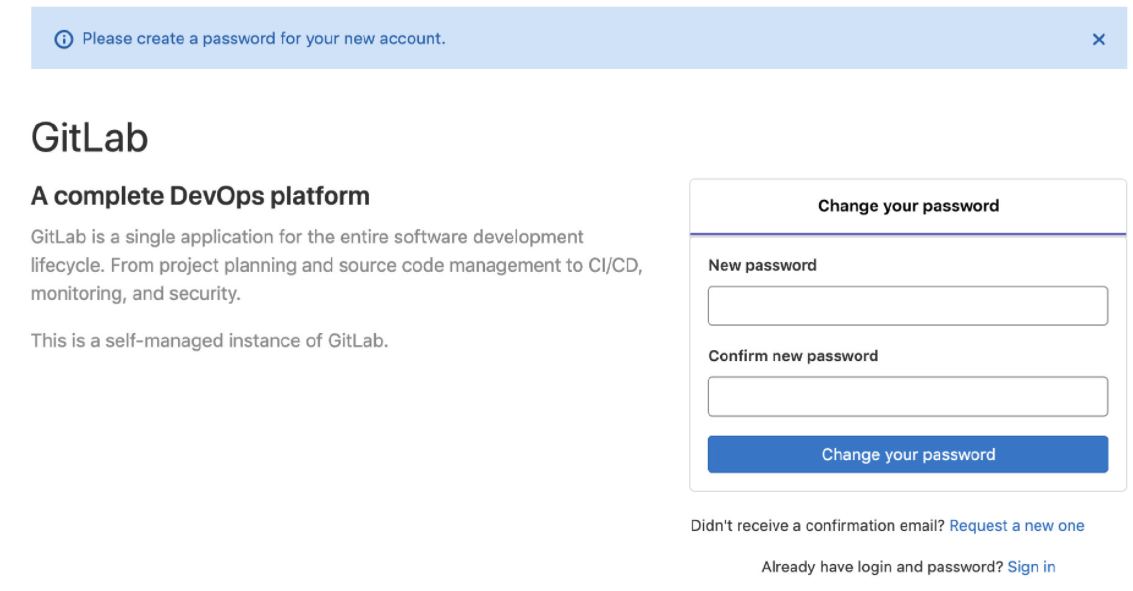 Please create a password for your new account.
GitLab
A complete DevOps platform
GitLab is a single application for the entire software development
lifecycle. From project planning and source code management to CI/CD,
monitoring, and security.
This is a self-managed instance of GitLab.
Change your password
New password
Confirm new password
Change your password
Didn't receive a confirmation email? Request a new one
Already have login and password? Sign in